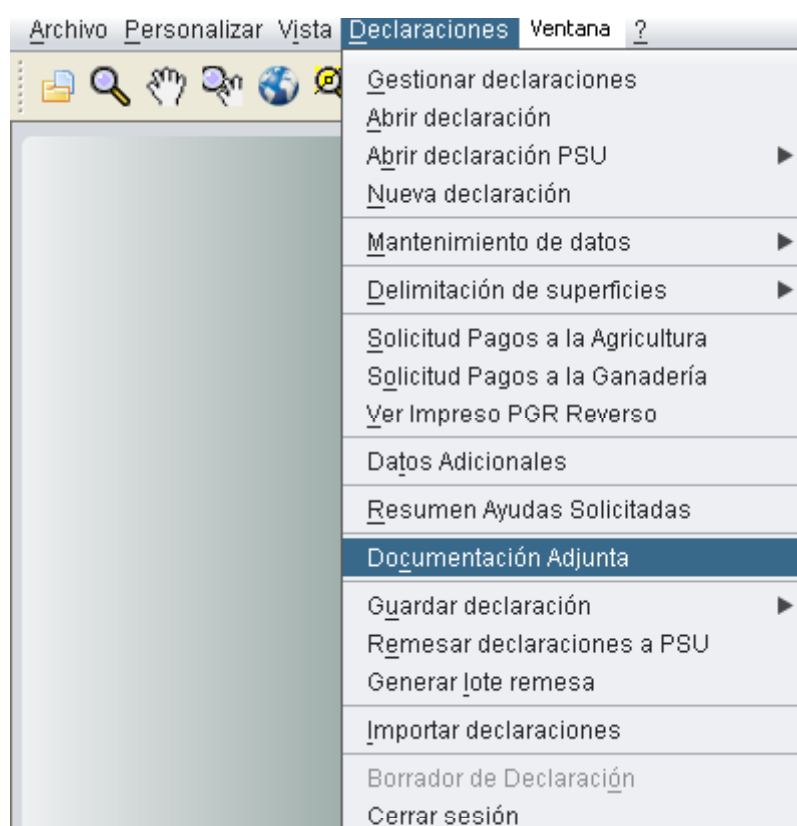 Archivo Personalizar Vista Declaraciones Ventana ?
Gestionar declaraciones
Abrir declaración
Abrir declaración PSU
Nueva declaración
Mantenimiento de datos
Delimitación de superficies
Solicitud Pagos a la Agricultura
Solicitud Pagos a la Ganadería
Ver Impreso PGR Reverso
Datos Adicionales
Resumen Ayudas Solicitadas
Documentación Adjunta
Guardar declaración
Remesar declaraciones a PSU
Generar lote remesa
Importar declaraciones
Borrador de Declaración
Cerrar sesión